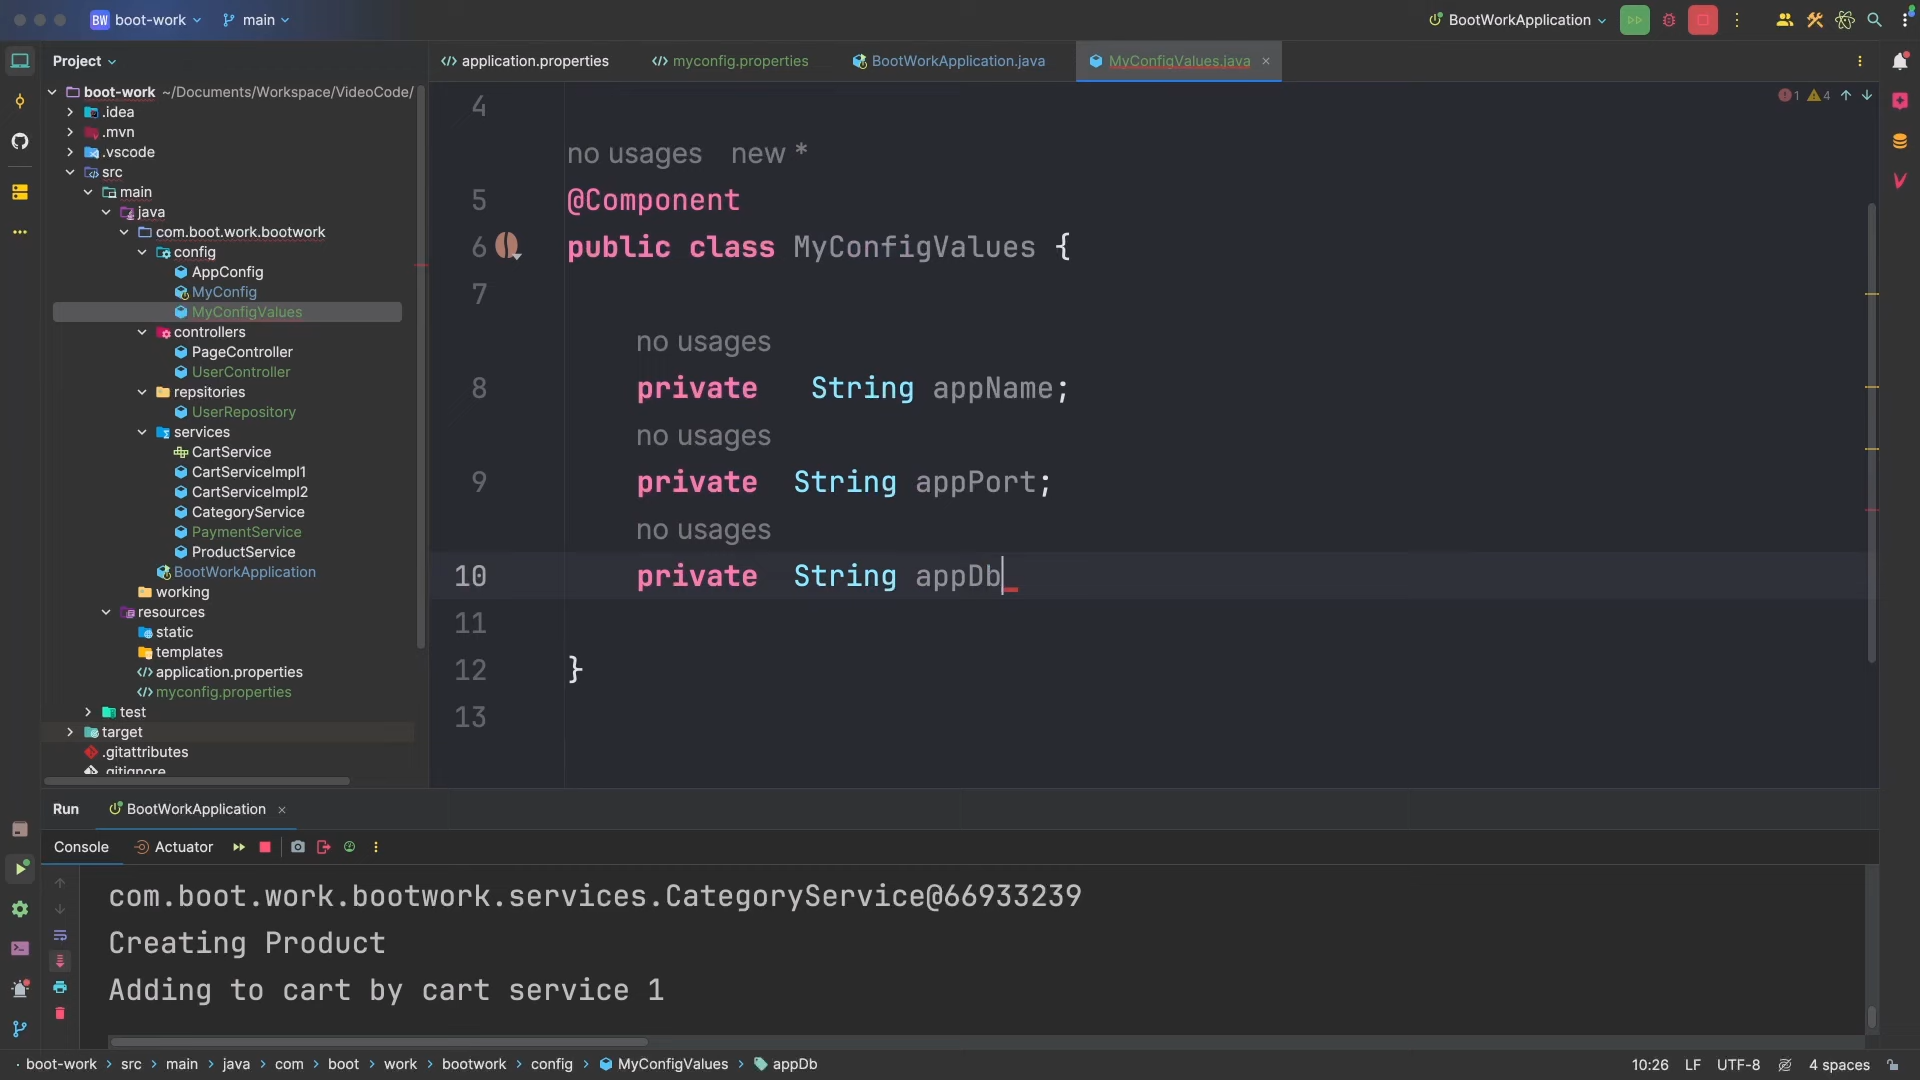 BW boot-work main BootWorkApplication
Project
application.properties myconfig.properties BootWorkApplication.java MyConfigValues.java
boot-work ~/Documents/Workspace/VideoCode/
.idea
.mvn
.vscode
src
main
java
com.boot.work.bootwork
config
AppConfig
MyConfig
MyConfigValues
controllers
PageController
UserController
repsitories
UserRepository
services
CartService
CartServiceImpl1
CartServiceImpl2
CategoryService
PaymentService
ProductService
BootWorkApplication
working
resources
static
templates
application.properties
myconfig.properties
test
target
.gitattributes
.gitignore
1 4
4
no usages new *
5 @Component
6 public class MyConfigValues {
7
no usages
8 private String appName;
no usages
9 private String appPort;
no usages
10 private String appDb
11
12 }
13
Run BootWorkApplication
Console Actuator
com.boot.work.bootwork.services.CategoryService@66933239
Creating Product
Adding to cart by cart service 1
boot-work > src > main > java > com > boot > work > bootwork > config > MyConfigValues > appDb 10:26 LF UTF-8 4 spaces